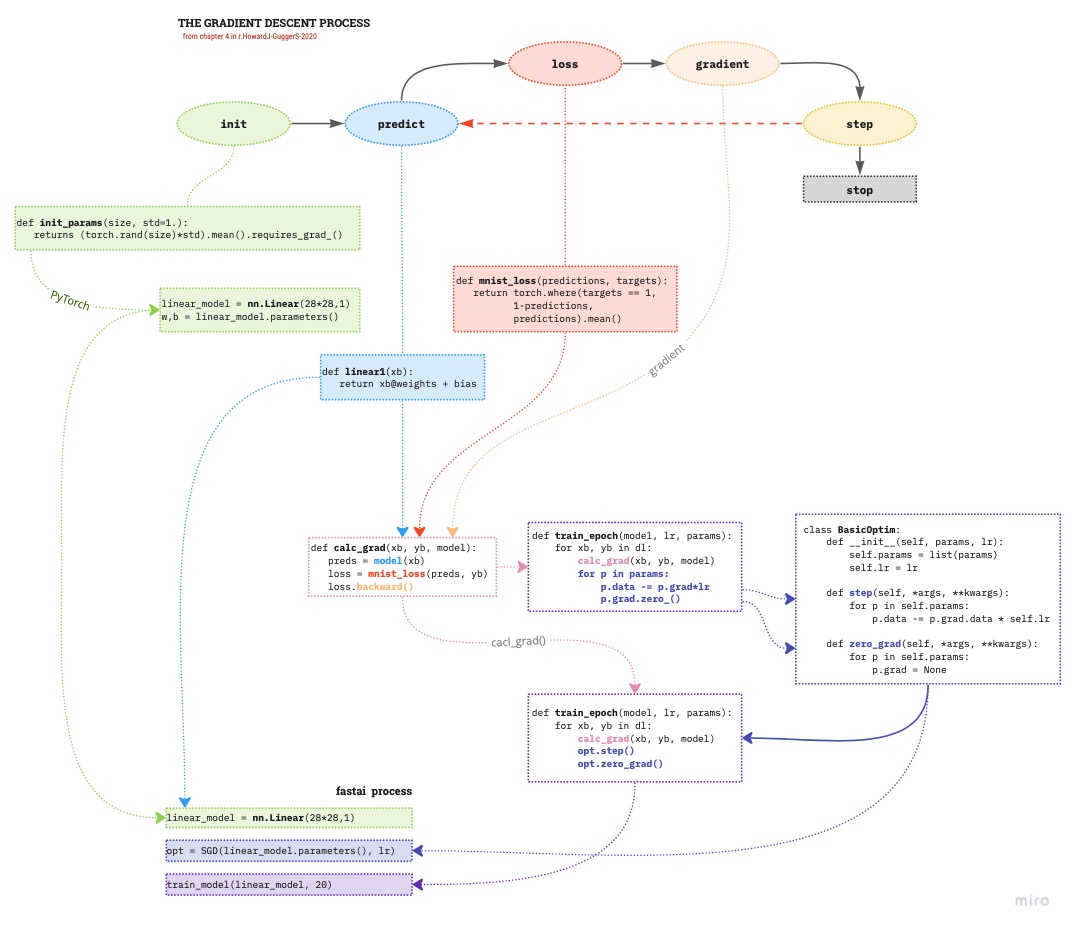 THE GRADIENT DESCENT PROCESS
from chapter 4 in r.HowardJ-GuggerS-2020
loss
gradient
init
predict
step
stop
def init_params(size, std=1.):
returns (torch.rand(size)*std).mean().requires_grad_()
PyTorch
linear_model = nn.Linear(28*28,1)
w,b = linear_model.parameters()
def mnist_loss(predictions, targets):
return torch.where(targets == 1,
1-predictions,
predictions).mean()
gradient
def linear1(xb):
return xb@weights + bias
def calc_grad(xb, yb, model):
preds = model(xb)
loss = mnist_loss(preds, yb)
loss.backward()
def train_epoch(model, lr, params):
for xb, yb in dl:
calc_grad(xb, yb, model)
for p in params:
p.data -= p.grad*lr
p.grad.zero_()
class BasicOptim:
def __init__(self, params, lr):
self.params = list(params)
self.lr = lr
def step(self, *args, **kwargs):
for p in self.params:
p.data -= p.grad.data * self.lr
def zero_grad(self, *args, **kwargs):
for p in self.params:
p.grad = None
cacl_grad()
def train_epoch(model, lr, params):
for xb, yb in dl:
calc_grad(xb, yb, model)
opt.step()
opt.zero_grad()
fastai process
linear_model = nn.Linear(28*28,1)
opt = SGD(linear_model.parameters(), lr)
train_model(linear_model, 20)
miro